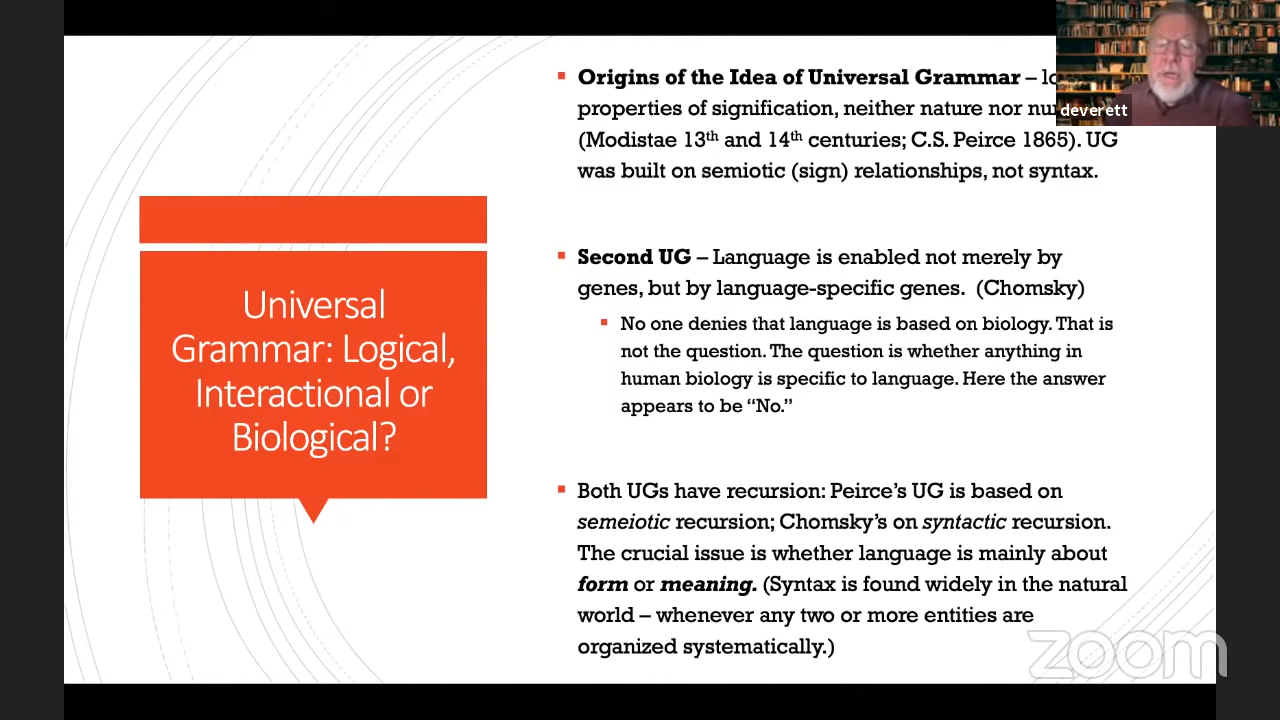 Universal
Grammar: Logical,
Interactional or
Biological?
▪ Origins of the Idea of Universal Grammar –
properties of signification, neither nature nor
(Modistae 13th and 14th centuries; C.S. Peirce 1865). UG
was built on semiotic (sign) relationships, not syntax.
▪ Second UG – Language is enabled not merely by
genes, but by language-specific genes. (Chomsky)
▪ No one denies that language is based on biology. That is
not the question. The question is whether anything in
human biology is specific to language. Here the answer
appears to be “No.”
▪ Both UGs have recursion: Peirce’s UG is based on
semeiotic recursion; Chomsky’s on syntactic recursion.
The crucial issue is whether language is mainly about
form or meaning. (Syntax is found widely in the natural
world – whenever any two or more entities are
organized systematically.)
deverett
zoom